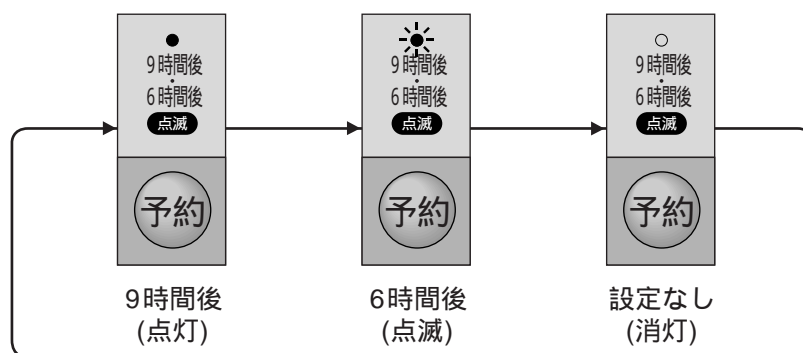 9時間後
6時間後
点滅
予約
9時間後
(点灯)
9時間後
6時間後
点滅
予約
6時間後
(点滅)
9時間後
6時間後
点滅
予約
設定なし
(消灯)